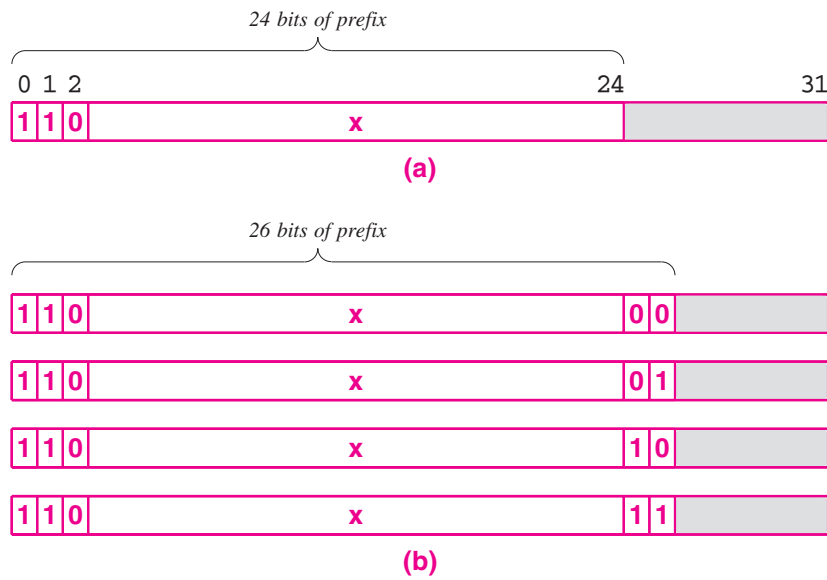 24 bits of prefix
0 1 2 24 31
1 1 0 x
(a)
26 bits of prefix
1 1 0 x 0 0
1 1 0 x 0 1
1 1 0 x 1 0
1 1 0 x 1 1
(b)